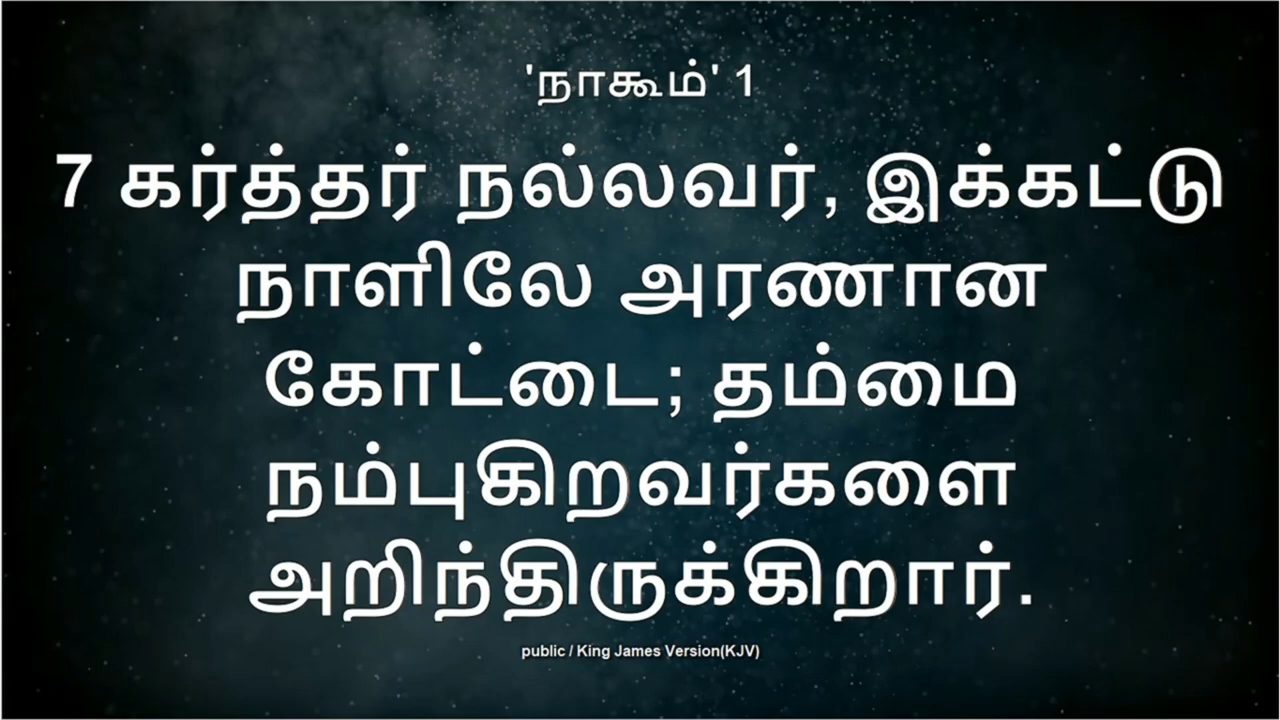 'நாகூம்' 1
7 கர்த்தர் நல்லவர், இக்கட்டு
நாளிலே அரணான
கோட்டை; தம்மை
நம்புகிறவர்களை
அறிந்திருக்கிறார்.
public / King James Version(KJV)